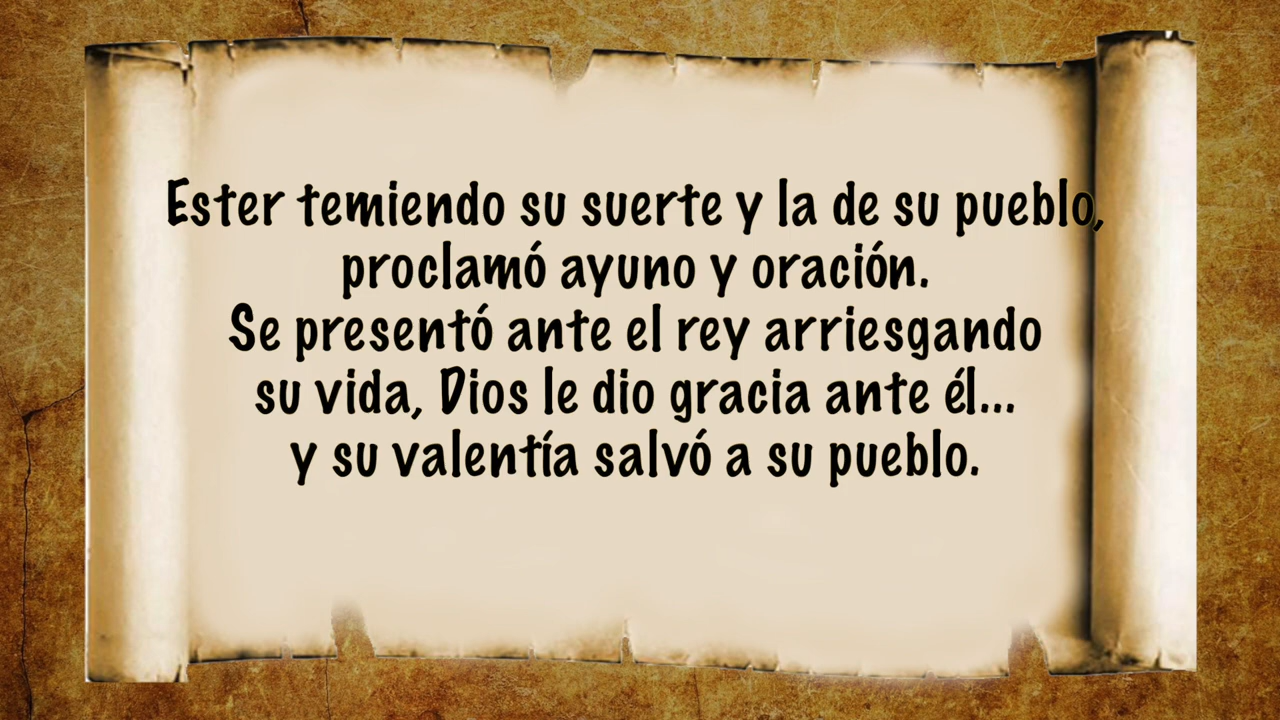 Ester temiendo su suerte y la de su pueblo,
proclamó ayuno y oración.
Se presentó ante el rey arriesgando
su vida, Dios le dio gracia ante él...
y su valentía salvó a su pueblo.